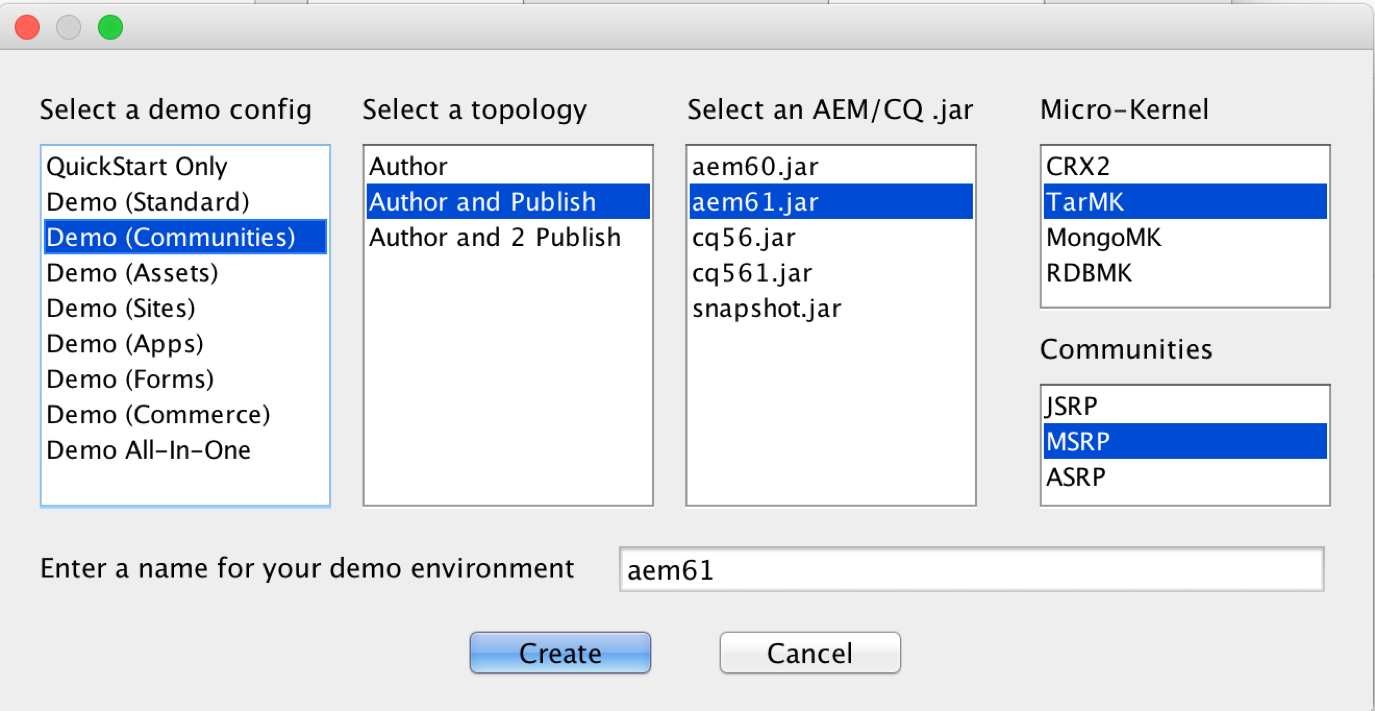 Select a demo config
QuickStart Only
Demo (Standard)
Demo (Communities)
Demo (Assets)
Demo (Sites)
Demo (Apps)
Demo (Forms)
Demo (Commerce)
Demo All-In-One
Select a topology
Author
Author and Publish
Author and 2 Publish
Select an AEM/CQ .jar
aem60.jar
aem61.jar
cq56.jar
cq561.jar
snapshot.jar
Micro-Kernel
CRX2
TarMK
MongoMK
RDBMK
Communities
JSRP
MSRP
ASRP
Enter a name for your demo environment
aem61
Create
Cancel